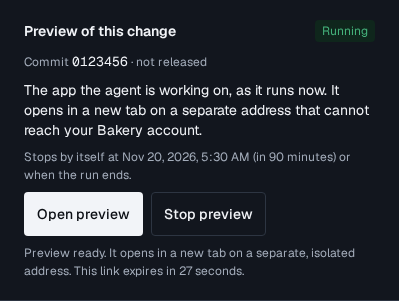 Preview of this change
Running
Commit 0123456 · not released
The app the agent is working on, as it runs now. It
opens in a new tab on a separate address that cannot
reach your Bakery account.
Stops by itself at Nov 20, 2026, 5:30 AM (in 90 minutes) or
when the run ends.
Open preview
Stop preview
Preview ready. It opens in a new tab on a separate, isolated
address. This link expires in 27 seconds.